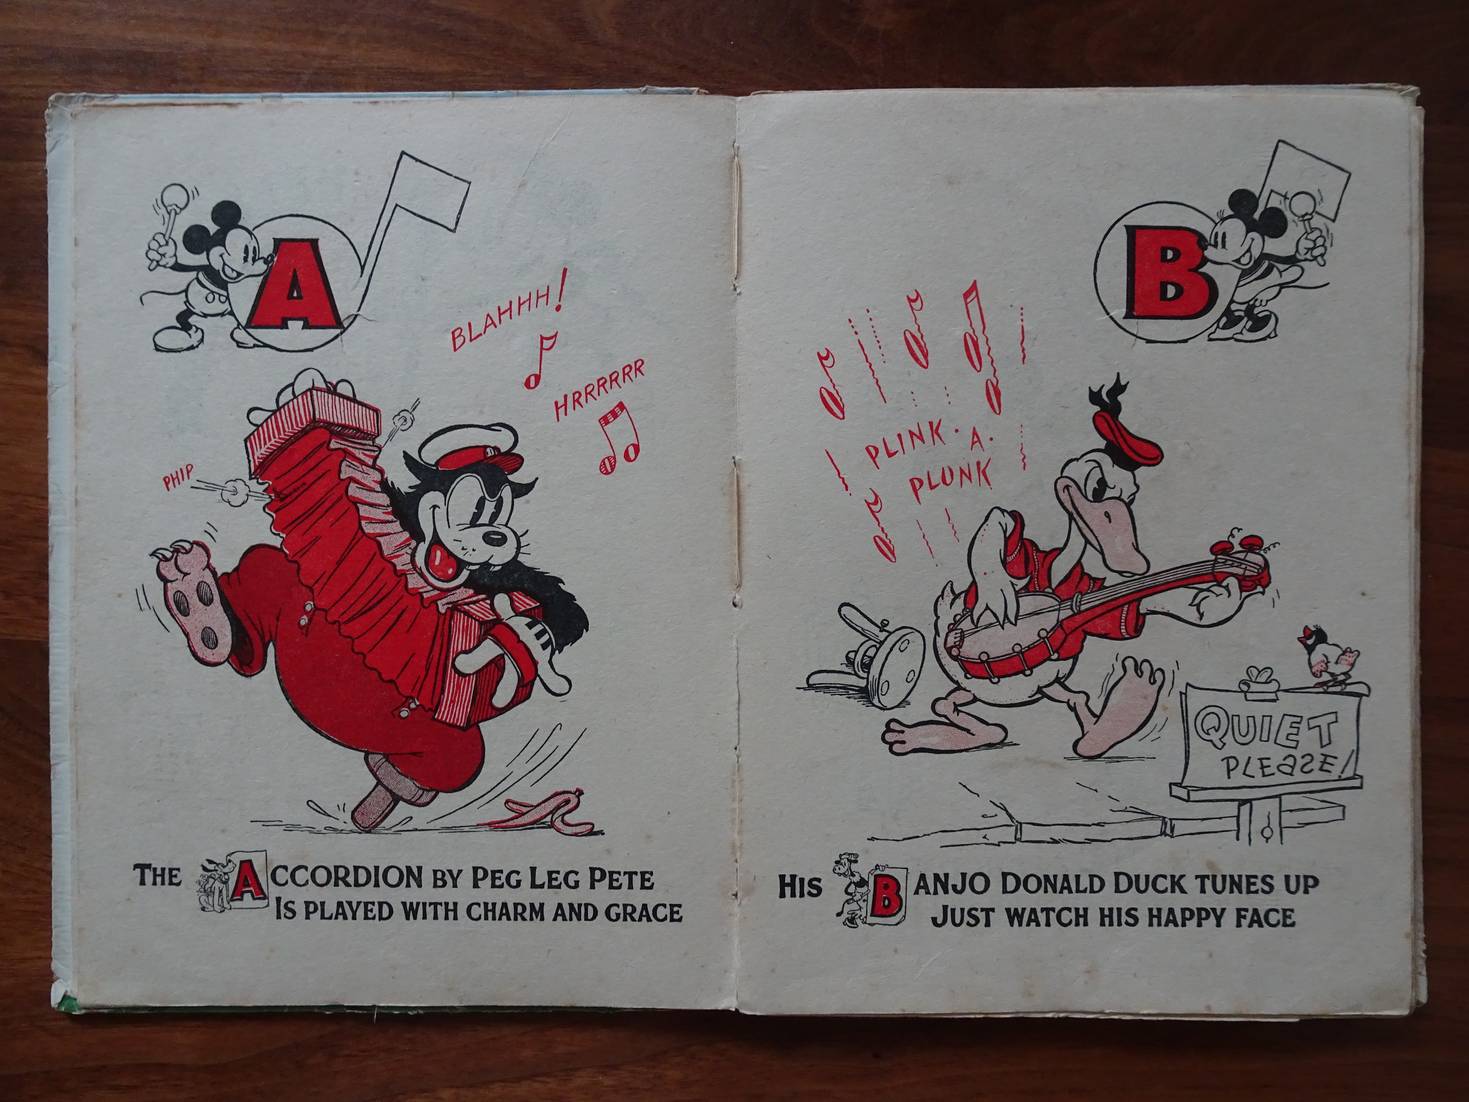 A
BLAHHH!
HRRRRRR
PHIP
THE ACCORDION BY PEG LEG PETE
IS PLAYED WITH CHARM AND GRACE
B
PLINK. A.
PLUNK
QUIET
PLEASE!
HIS BANJO DONALD DUCK TUNES UP
JUST WATCH HIS HAPPY FACE